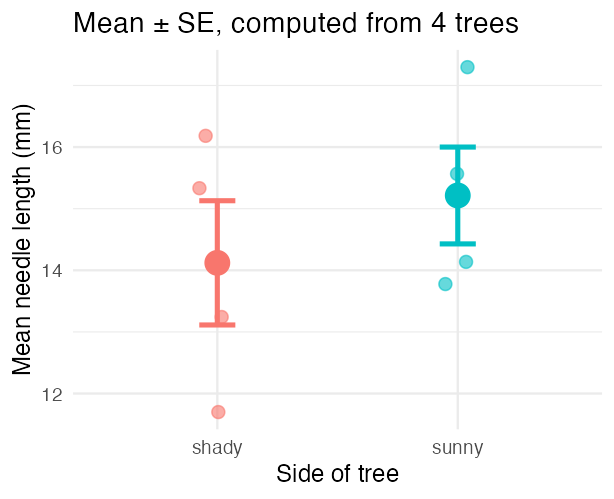 Mean ± SE, computed from 4 trees
Mean needle length (mm)
16
14
12
shady
sunny
Side of tree